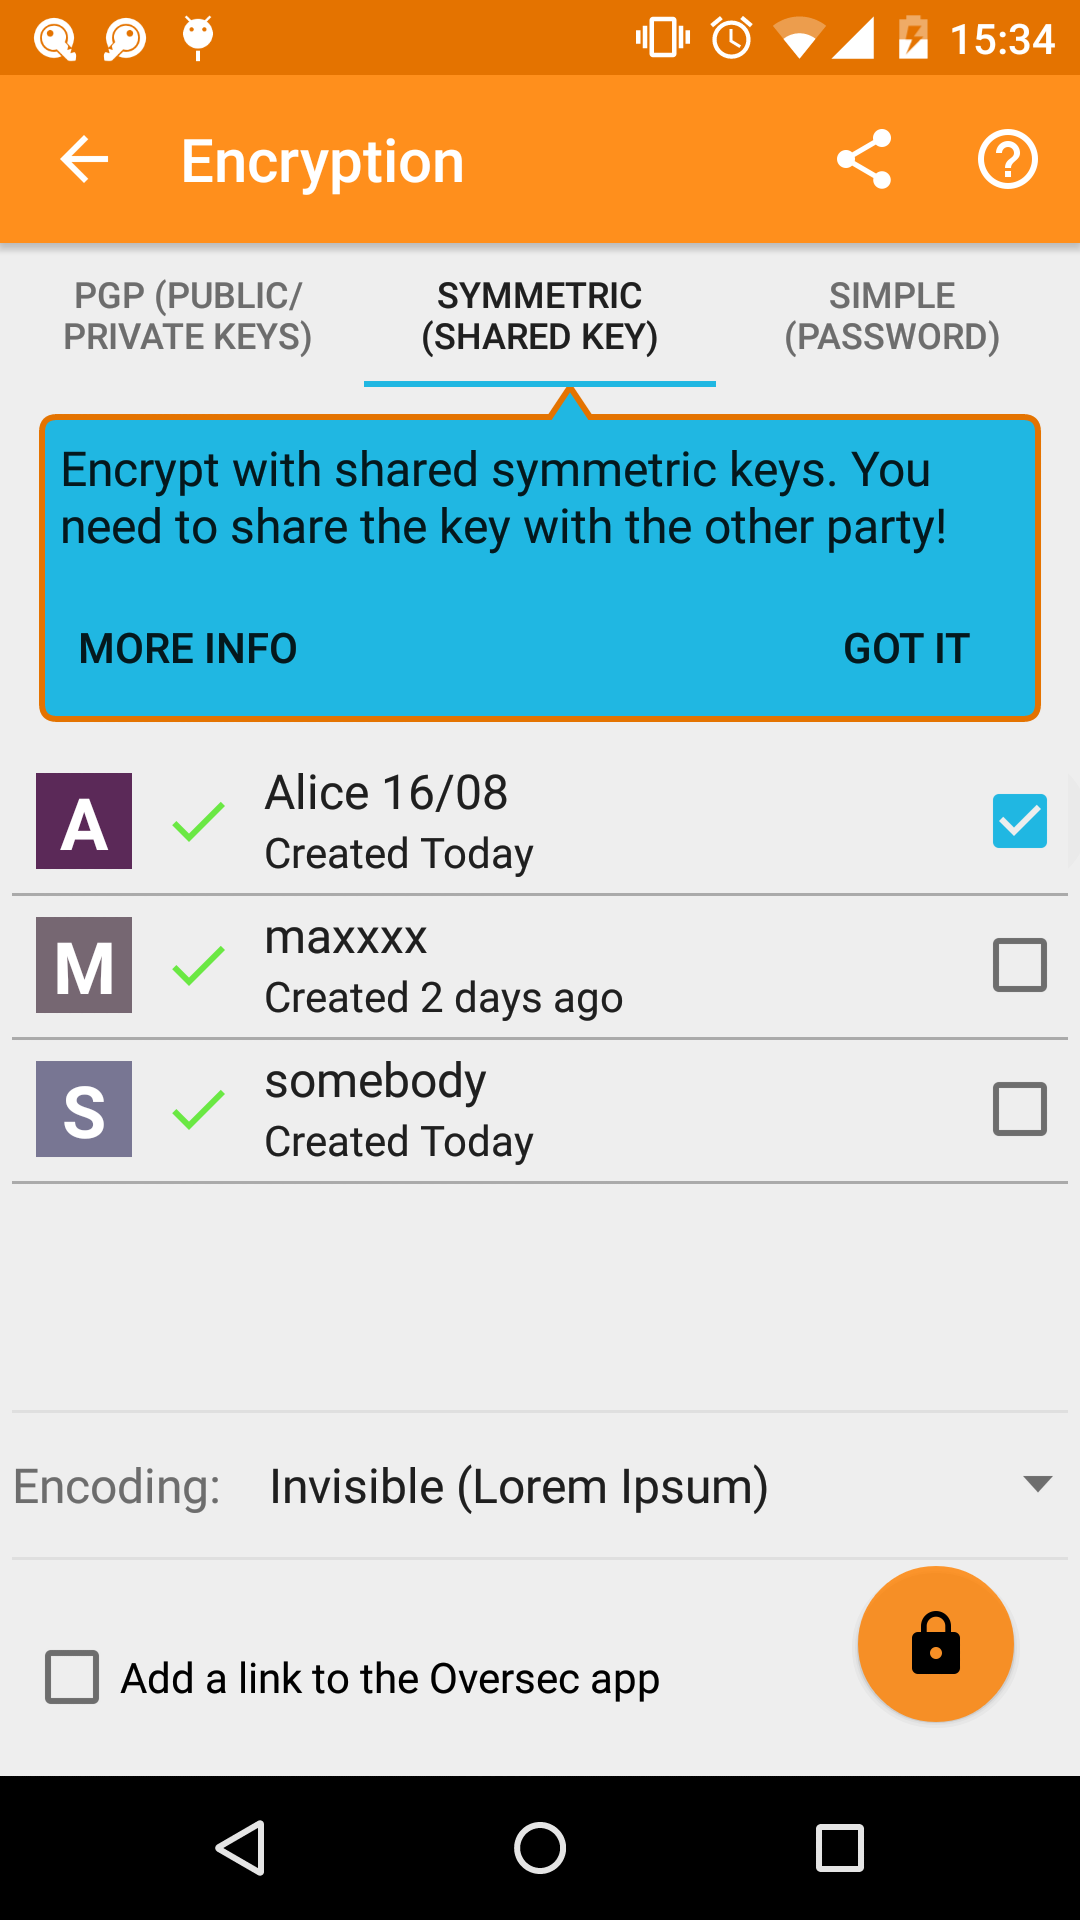 15:34
Encryption
PGP (PUBLIC/
PRIVATE KEYS)
SYMMETRIC
(SHARED KEY)
SIMPLE
(PASSWORD)
Encrypt with shared symmetric keys. You
need to share the key with the other party!
MORE INFO
GOT IT
A
Alice 16/08
Created Today
M
maxxxx
Created 2 days ago
S
somebody
Created Today
Encoding:
Invisible (Lorem Ipsum)
Add a link to the Oversec app